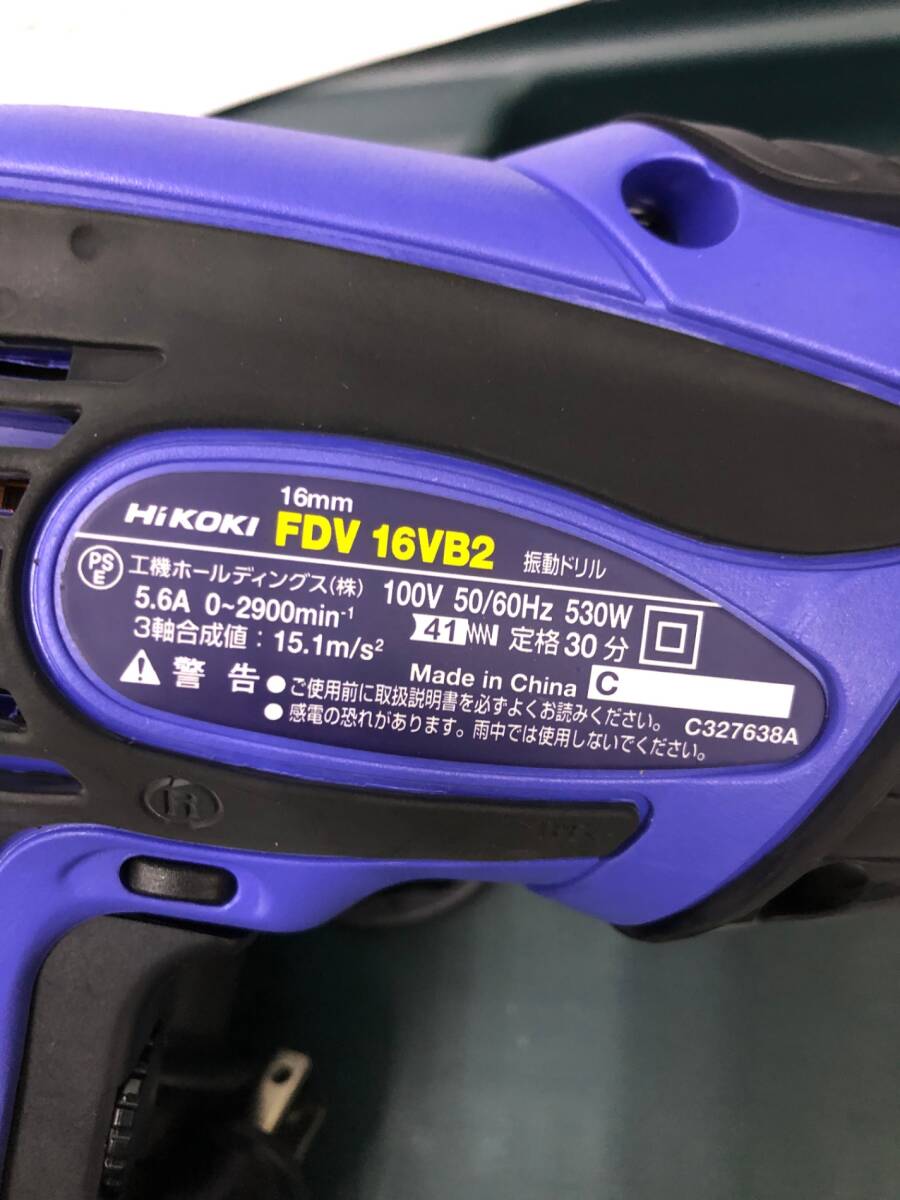 16mm
HiKOKI FDV 16VB2 振動ドリル
PS E 工機ホールディングス(株) 100V 50/60Hz 530W
5.6A 0~2900min-1 41 定格30分
3軸合成値:15.1m/s2
Made in China C
警告 ●ご使用前に取扱説明書を必ずよくお読みください。
●感電の恐れがあります。雨中では使用しないでください。
C327638A
R